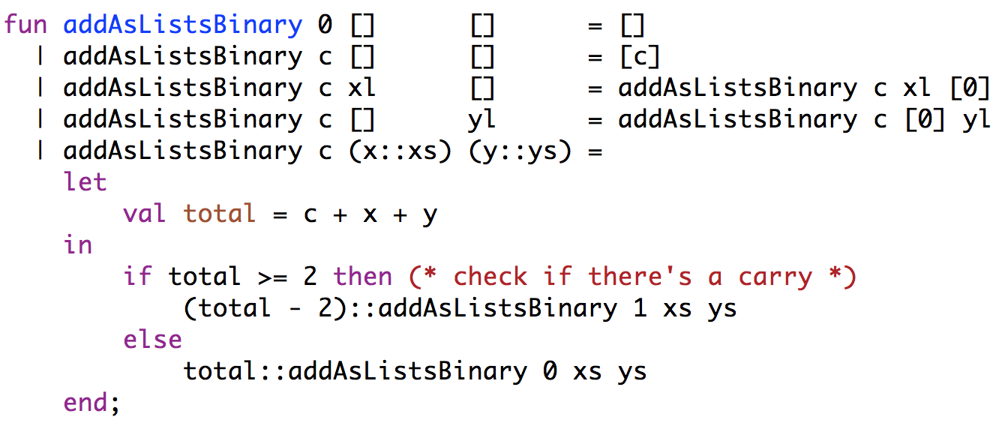 fun addAsListsBinary 0 []      []      = []
  | addAsListsBinary c []      []      = [c]
  | addAsListsBinary c xl      []      = addAsListsBinary c xl [0]
  | addAsListsBinary c []      yl      = addAsListsBinary c [0] yl
  | addAsListsBinary c (x::xs) (y::ys) =
    let
        val total = c + x + y
    in
        if total >= 2 then (* check if there's a carry *)
            (total - 2)::addAsListsBinary 1 xs ys
        else
            total::addAsListsBinary 0 xs ys
    end;